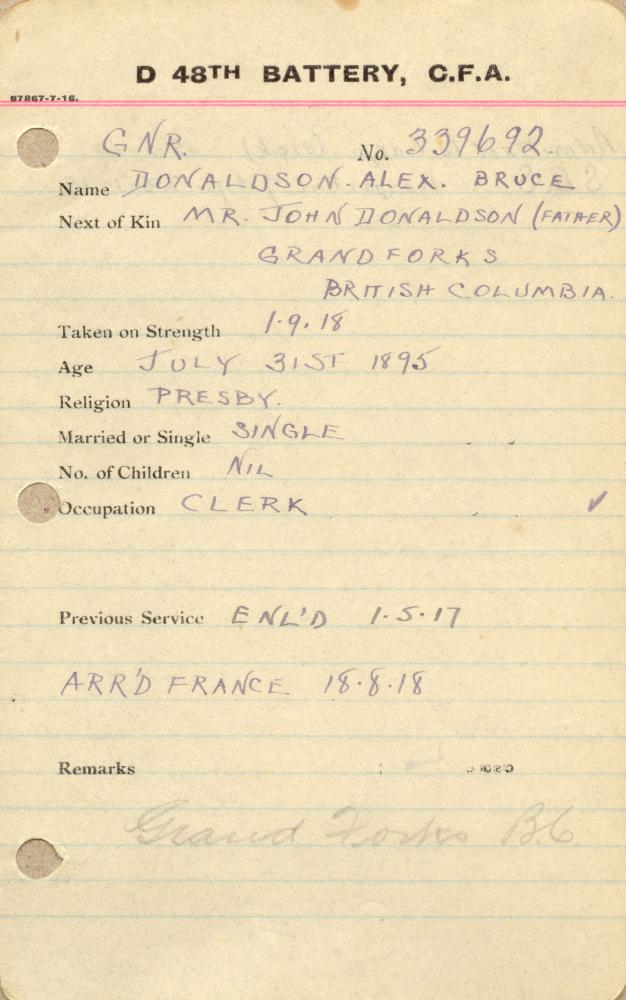 D 48TH BATTERY, C.F.A.
87867-7-16.
GNR. No. 339692.
Name DONALDSON. ALEX. BRUCE
Next of Kin MR. JOHN DONALDSON (FATHER)
GRAND FORKS
BRITISH COLUMBIA.
Taken on Strength 1.9.18
Age JULY 31ST 1895
Religion PRESBY.
Married or Single SINGLE
No. of Children NIL
Occupation CLERK ✓
Previous Service ENL'D 1.5.17
ARR'D FRANCE 18.8.18
Remarks
Grand Forks B.C.